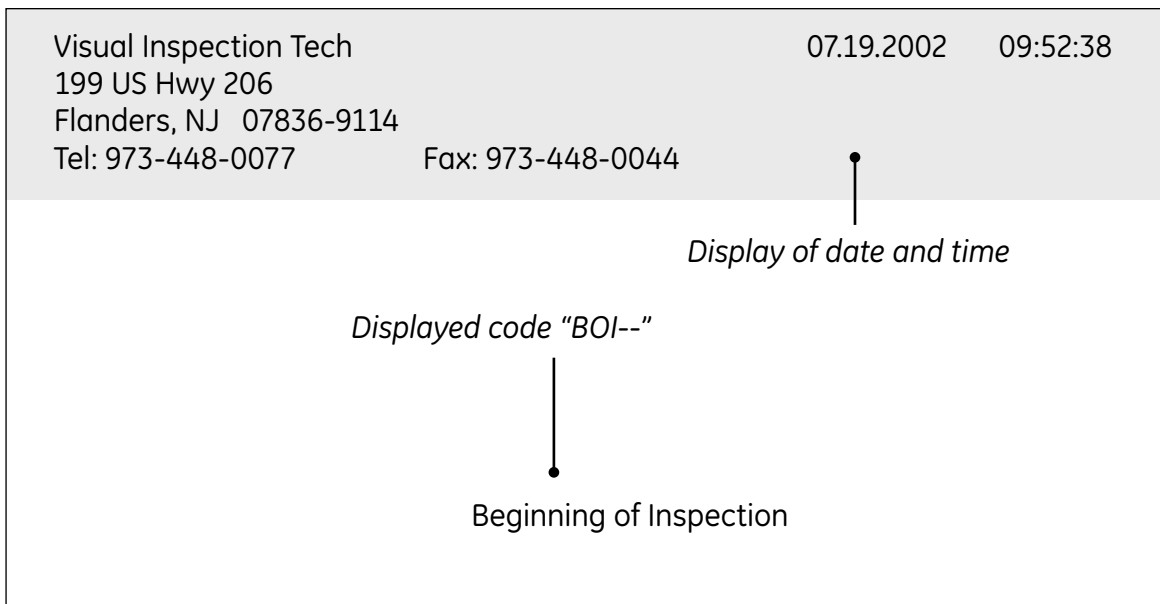 Visual Inspection Tech 07.19.2002 09:52:38
199 US Hwy 206
Flanders, NJ 07836-9114
Tel: 973-448-0077 Fax: 973-448-0044
Display of date and time
Displayed code “BOI--”
Beginning of Inspection